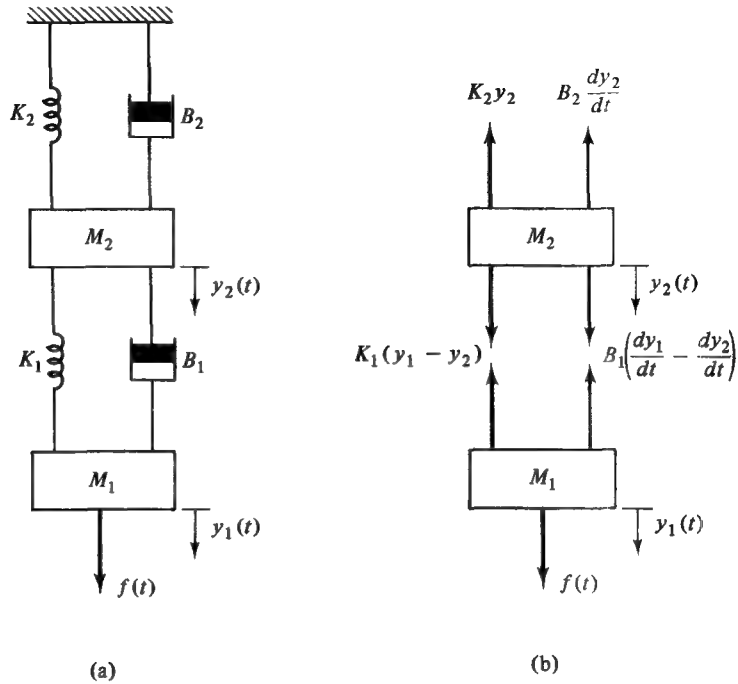 K₂
B₂
M₂
y₂(t)
K₁
B₁
M₁
y₁(t)
f(t)
(a)
K₂y₂
B₂ dy₂/dt
M₂
y₂(t)
K₁(y₁ − y₂)
B₁(dy₁/dt − dy₂/dt)
M₁
y₁(t)
f(t)
(b)